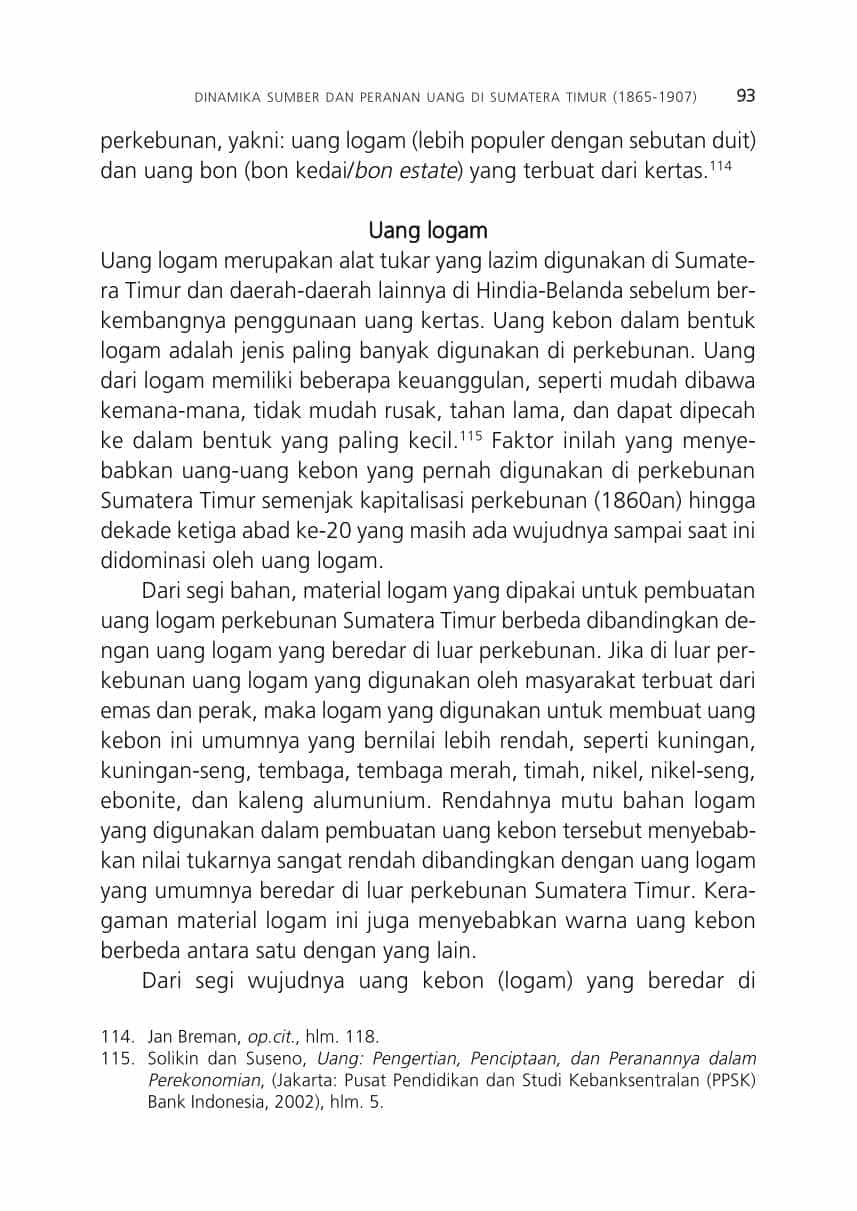 DINAMIKA SUMBER DAN PERANAN UANG DI SUMATERA TIMUR (1865-1907) 93
perkebunan, yakni: uang logam (lebih populer dengan sebutan duit)
dan uang bon (bon kedai/bon estate) yang terbuat dari kertas.114
Uang logam
Uang logam merupakan alat tukar yang lazim digunakan di Sumate-
ra Timur dan daerah-daerah lainnya di Hindia-Belanda sebelum ber-
kembangnya penggunaan uang kertas. Uang kebon dalam bentuk
logam adalah jenis paling banyak digunakan di perkebunan. Uang
dari logam memiliki beberapa keuanggulan, seperti mudah dibawa
kemana-mana, tidak mudah rusak, tahan lama, dan dapat dipecah
ke dalam bentuk yang paling kecil.115 Faktor inilah yang menye-
babkan uang-uang kebon yang pernah digunakan di perkebunan
Sumatera Timur semenjak kapitalisasi perkebunan (1860an) hingga
dekade ketiga abad ke-20 yang masih ada wujudnya sampai saat ini
didominasi oleh uang logam.
Dari segi bahan, material logam yang dipakai untuk pembuatan
uang logam perkebunan Sumatera Timur berbeda dibandingkan de-
ngan uang logam yang beredar di luar perkebunan. Jika di luar per-
kebunan uang logam yang digunakan oleh masyarakat terbuat dari
emas dan perak, maka logam yang digunakan untuk membuat uang
kebon ini umumnya yang bernilai lebih rendah, seperti kuningan,
kuningan-seng, tembaga, tembaga merah, timah, nikel, nikel-seng,
ebonite, dan kaleng alumunium. Rendahnya mutu bahan logam
yang digunakan dalam pembuatan uang kebon tersebut menyebab-
kan nilai tukarnya sangat rendah dibandingkan dengan uang logam
yang umumnya beredar di luar perkebunan Sumatera Timur. Kera-
gaman material logam ini juga menyebabkan warna uang kebon
berbeda antara satu dengan yang lain.
Dari segi wujudnya uang kebon (logam) yang beredar di
114. Jan Breman, op.cit., hlm. 118.
115. Solikin dan Suseno, Uang: Pengertian, Penciptaan, dan Peranannya dalam
Perekonomian, (Jakarta: Pusat Pendidikan dan Studi Kebanksentralan (PPSK)
Bank Indonesia, 2002), hlm. 5.